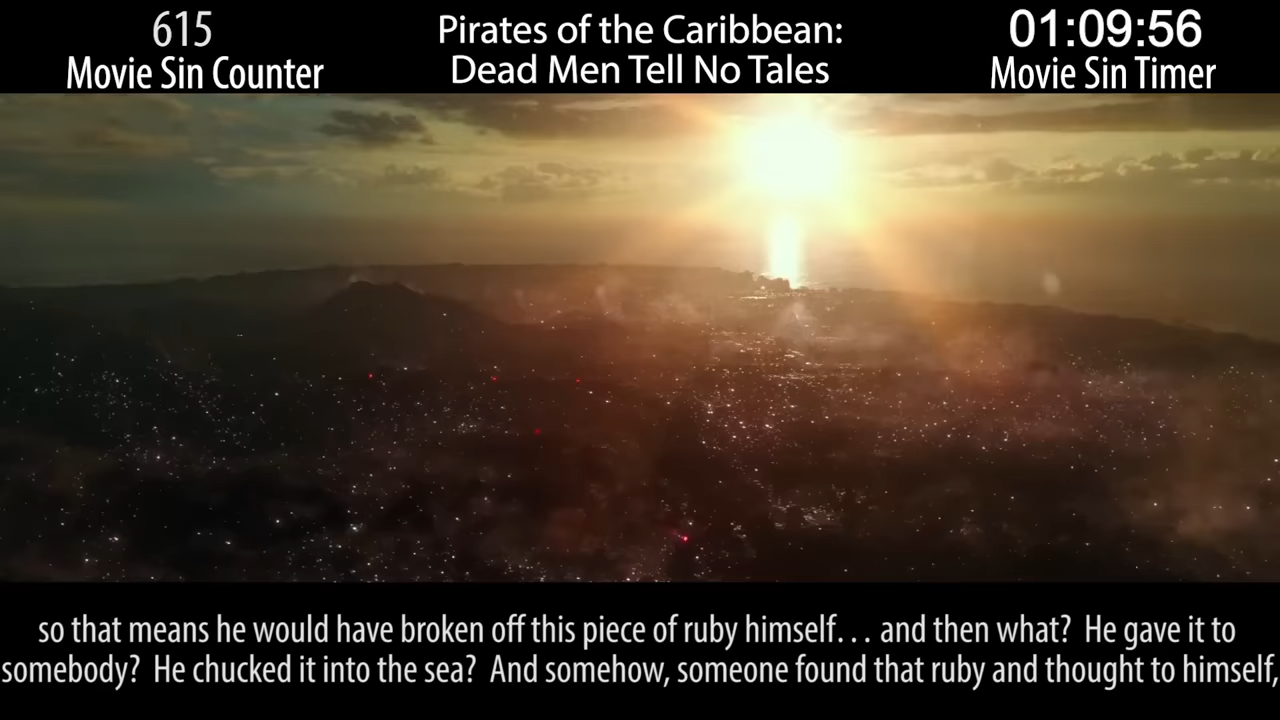 615
Movie Sin Counter
Pirates of the Caribbean:
Dead Men Tell No Tales
01:09:56
Movie Sin Timer
so that means he would have broken off this piece of ruby himself... and then what? He gave it to
somebody? He chucked it into the sea? And somehow, someone found that ruby and thought to himself,